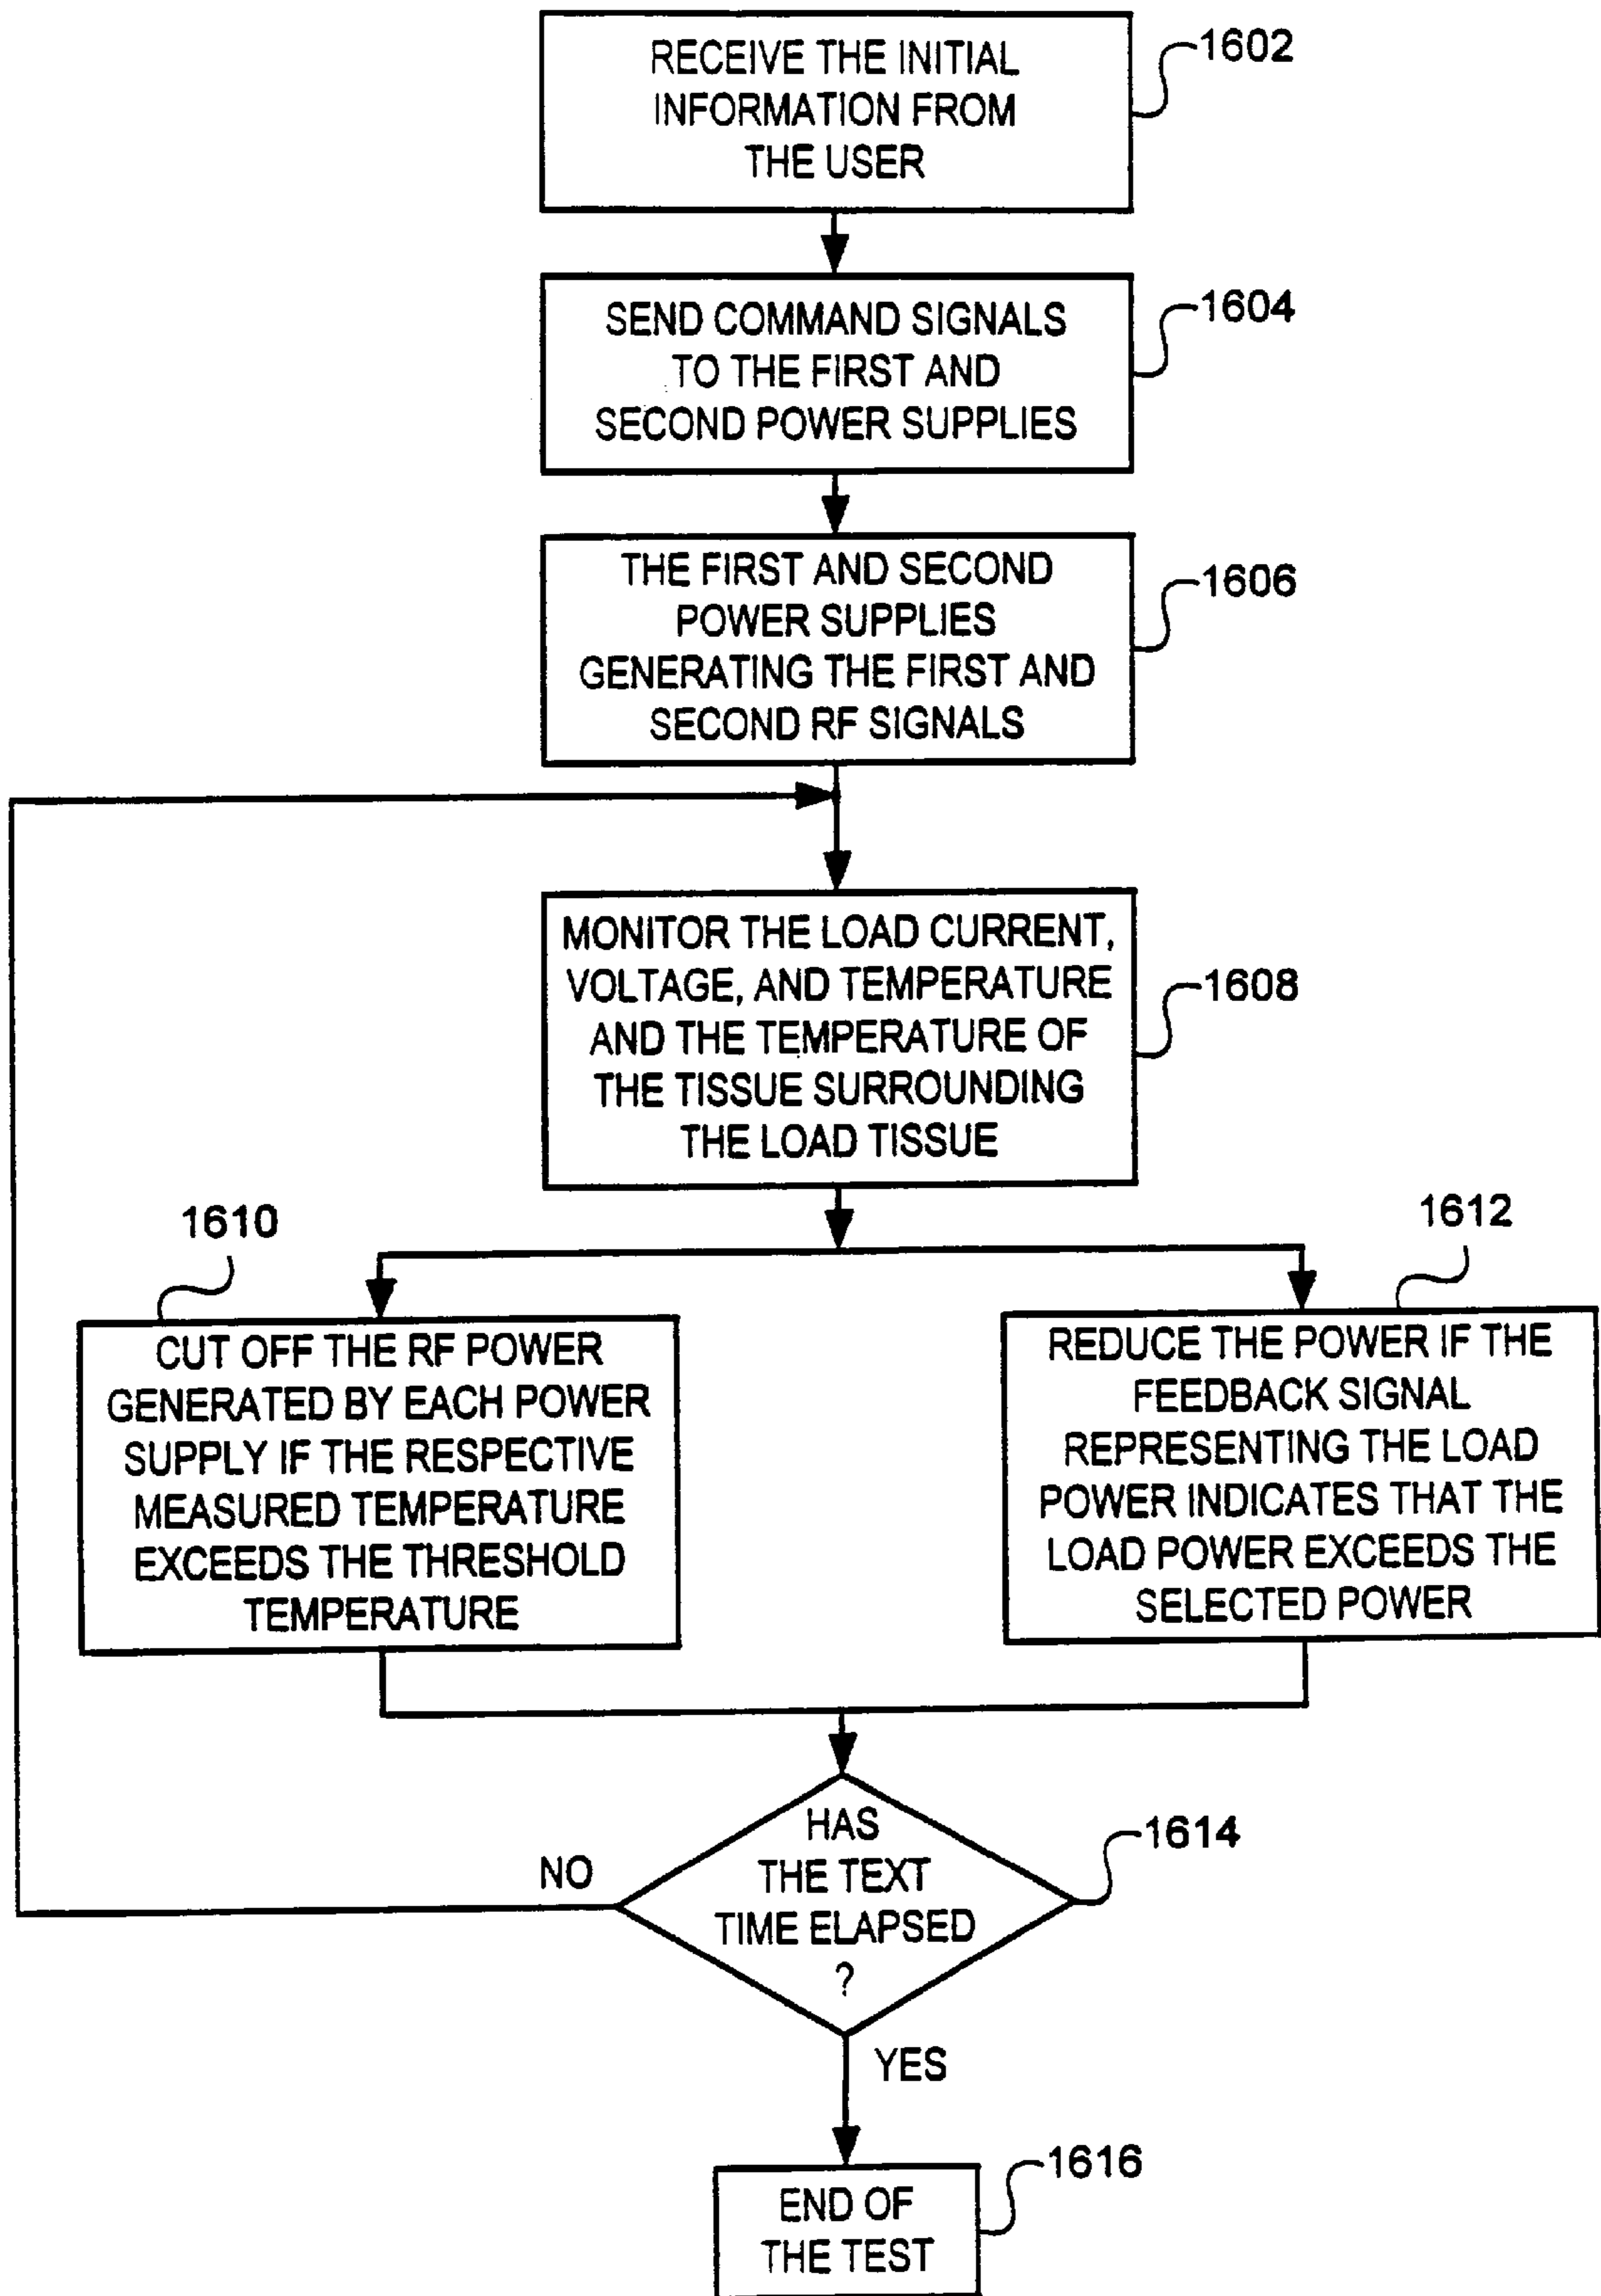 RECEIVE THE INITIAL
INFORMATION FROM
THE USER
1602
SEND COMMAND SIGNALS
TO THE FIRST AND
SECOND POWER SUPPLIES
1604
THE FIRST AND SECOND
POWER SUPPLIES
GENERATING THE FIRST AND
SECOND RF SIGNALS
1606
MONITOR THE LOAD CURRENT,
VOLTAGE, AND TEMPERATURE
AND THE TEMPERATURE OF
THE TISSUE SURROUNDING
THE LOAD TISSUE
1608
1610
CUT OFF THE RF POWER
GENERATED BY EACH POWER
SUPPLY IF THE RESPECTIVE
MEASURED TEMPERATURE
EXCEEDS THE THRESHOLD
TEMPERATURE
1612
REDUCE THE POWER IF THE
FEEDBACK SIGNAL
REPRESENTING THE LOAD
POWER INDICATES THAT THE
LOAD POWER EXCEEDS THE
SELECTED POWER
HAS
THE TEXT
TIME ELAPSED
?
1614
NO
YES
END OF
THE TEST
1616